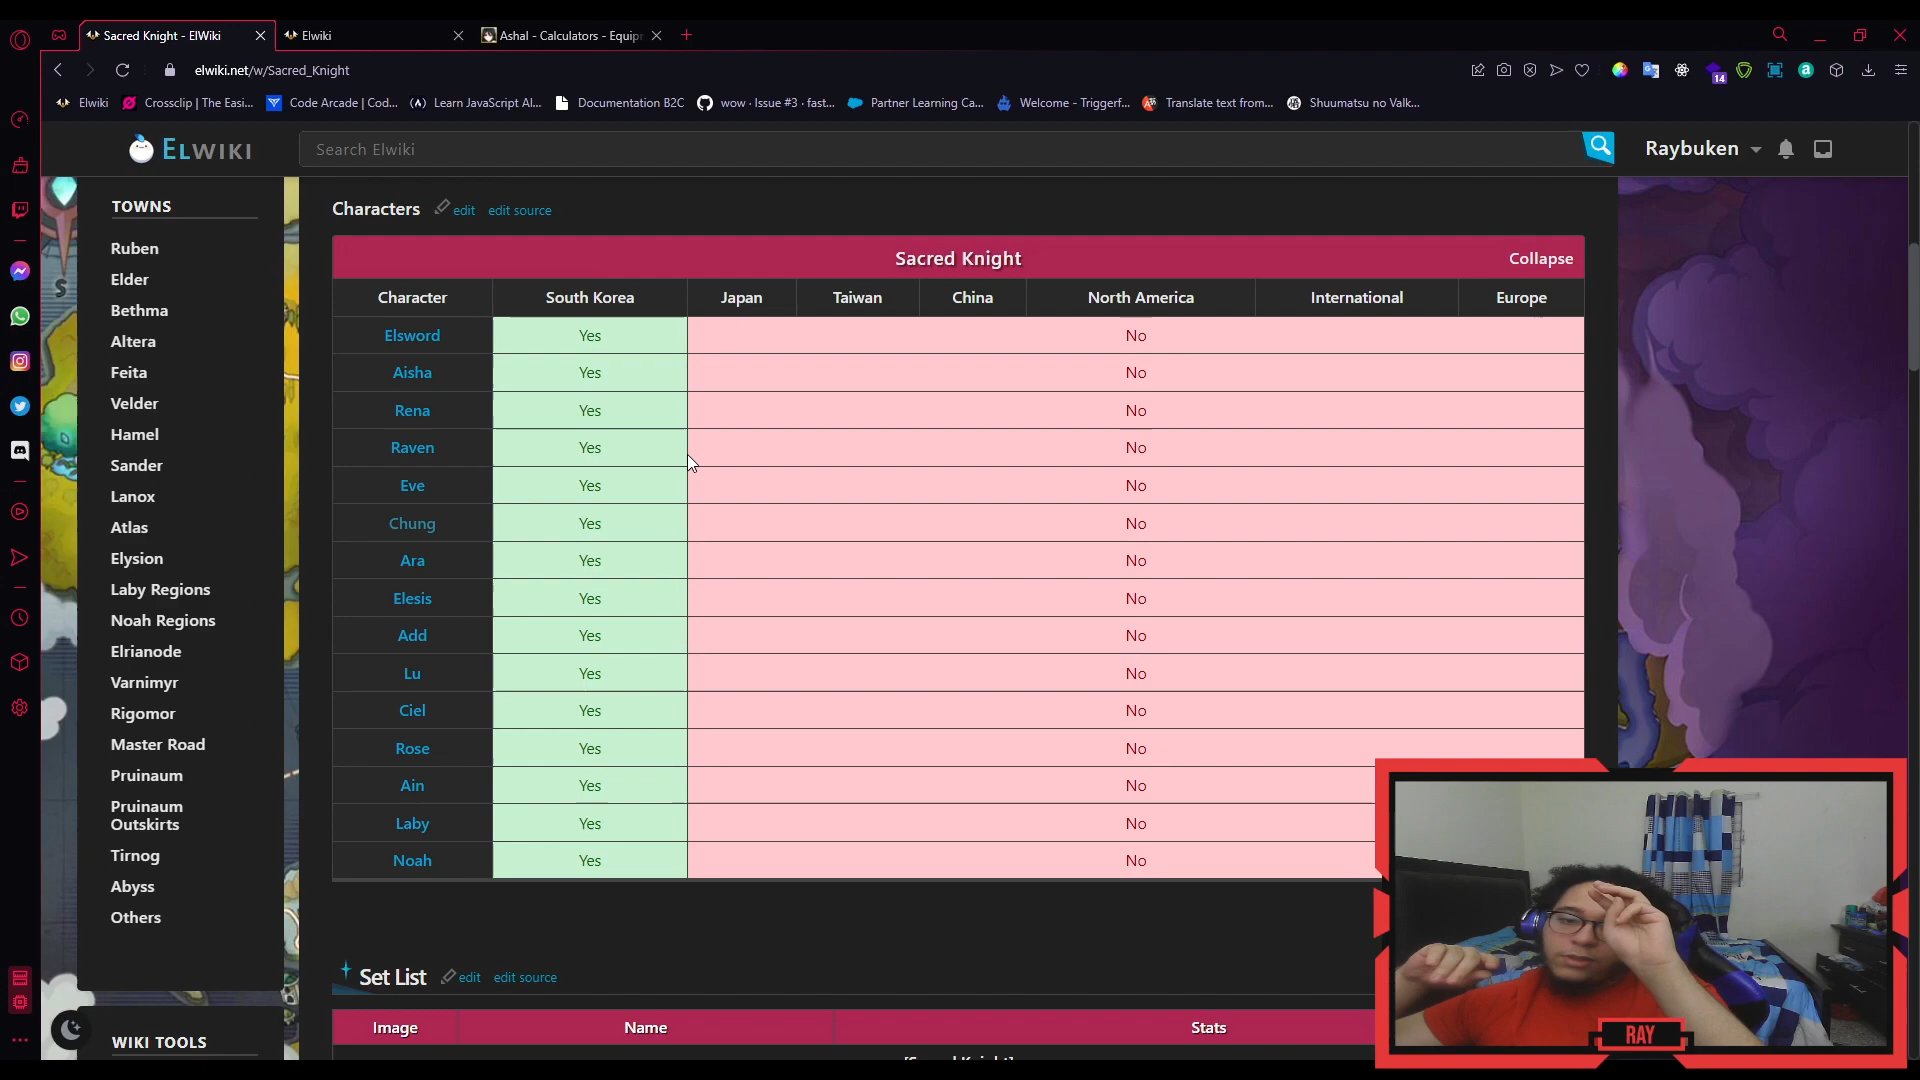 Sacred Knight - ElWiki
Elwiki
Ashal - Calculators - Equip
elwiki.net/w/Sacred_Knight
14
Elwiki
Crossclip | The Easi...
Code Arcade | Cod...
Learn JavaScript Al...
Documentation B2C
wow · Issue #3 · fast...
Partner Learning Ca...
Welcome - Triggerf...
Translate text from...
Shuumatsu no Valk...
ELWIKI
Search Elwiki
Raybuken
TOWNS
Ruben
Elder
Bethma
Altera
Feita
Velder
Hamel
Sander
Lanox
Atlas
Elysion
Laby Regions
Noah Regions
Elrianode
Varnimyr
Rigomor
Master Road
Pruinaum
Pruinaum
Outskirts
Tirnog
Abyss
Others
WIKI TOOLS
S
Characters edit edit source
Sacred Knight Collapse
Character South Korea Japan Taiwan China North America International Europe
Elsword Yes No
Aisha Yes No
Rena Yes No
Raven Yes No
Eve Yes No
Chung Yes No
Ara Yes No
Elesis Yes No
Add Yes No
Lu Yes No
Ciel Yes No
Rose Yes No
Ain Yes No
Laby Yes No
Noah Yes No
Set List edit edit source
Image Name Stats
RAY